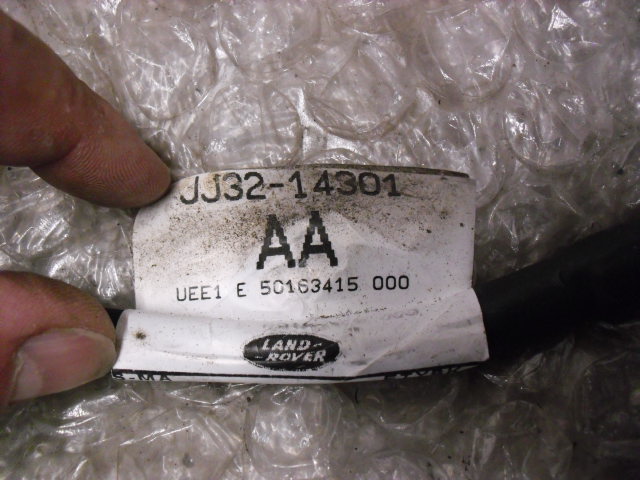 JJ32-14301
AA
UEE1 E 50163415 000
LAND-
-ROVER